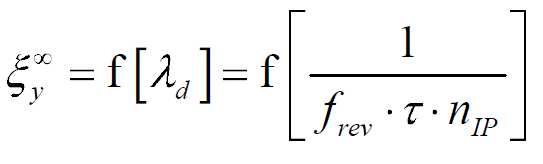 ξ_y^∞ = f[λ_d] = f[1 / (f_rev · τ · n_IP)]